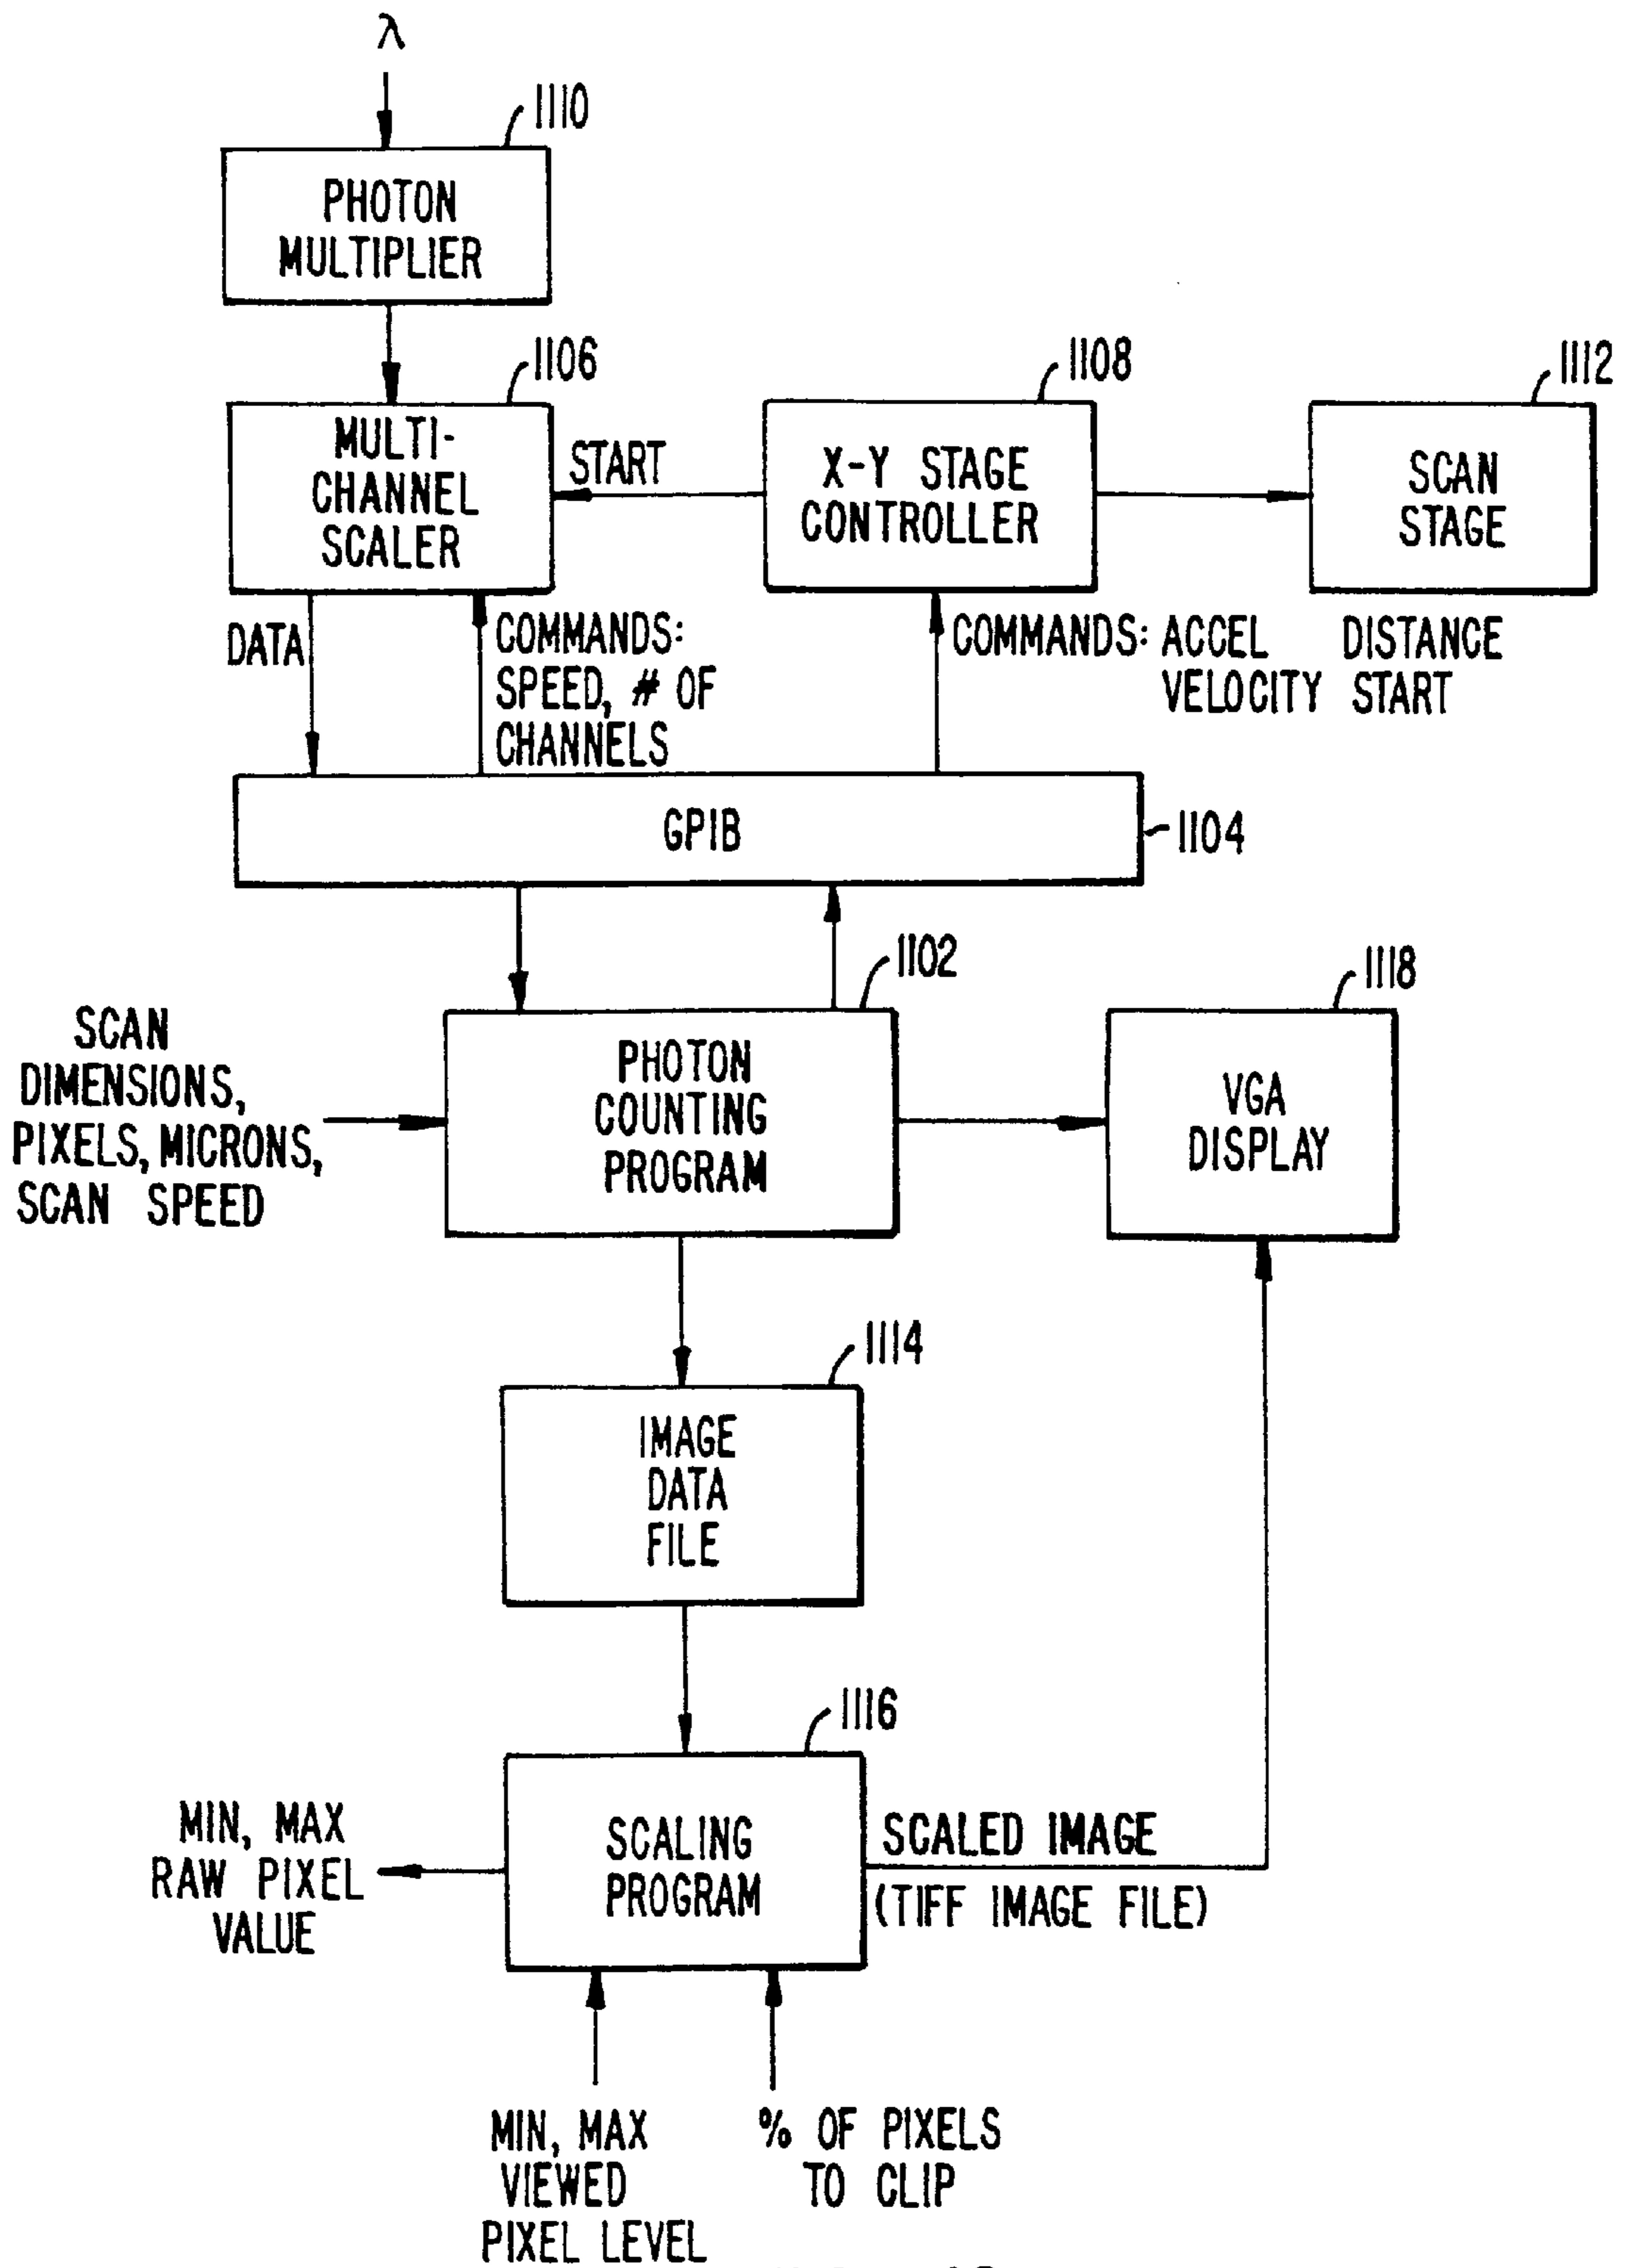 λ
1110
PHOTON
MULTIPLIER
1106
MULTI-
CHANNEL
SCALER
START
1108
X-Y STAGE
CONTROLLER
1112
SCAN
STAGE
DATA
COMMANDS:
SPEED, # OF
CHANNELS
COMMANDS: ACCEL DISTANCE
VELOCITY START
GPIB
1104
1102
SCAN
DIMENSIONS,
PIXELS, MICRONS,
SCAN SPEED
PHOTON
COUNTING
PROGRAM
1118
VGA
DISPLAY
1114
IMAGE
DATA
FILE
1116
MIN, MAX
RAW PIXEL
VALUE
SCALING
PROGRAM
SCALED IMAGE
(TIFF IMAGE FILE)
MIN, MAX
VIEWED
PIXEL LEVEL
% OF PIXELS
TO CLIP